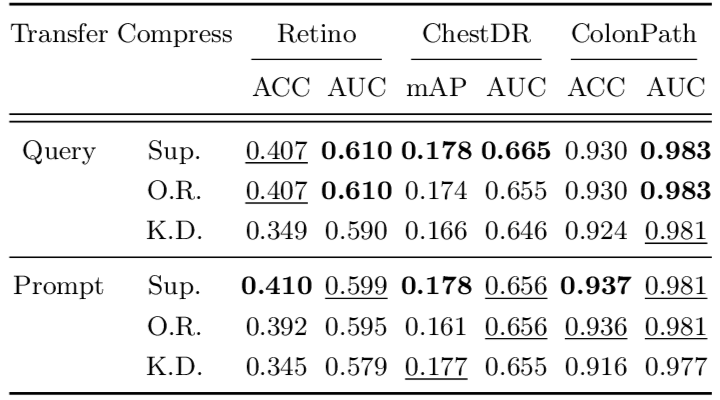 Transfer Compress Retino ChestDR ColonPath
ACC AUC mAP AUC ACC AUC
Query Sup. 0.407 0.610 0.178 0.665 0.930 0.983
O.R. 0.407 0.610 0.174 0.655 0.930 0.983
K.D. 0.349 0.590 0.166 0.646 0.924 0.981
Prompt Sup. 0.410 0.599 0.178 0.656 0.937 0.981
O.R. 0.392 0.595 0.161 0.656 0.936 0.981
K.D. 0.345 0.579 0.177 0.655 0.916 0.977